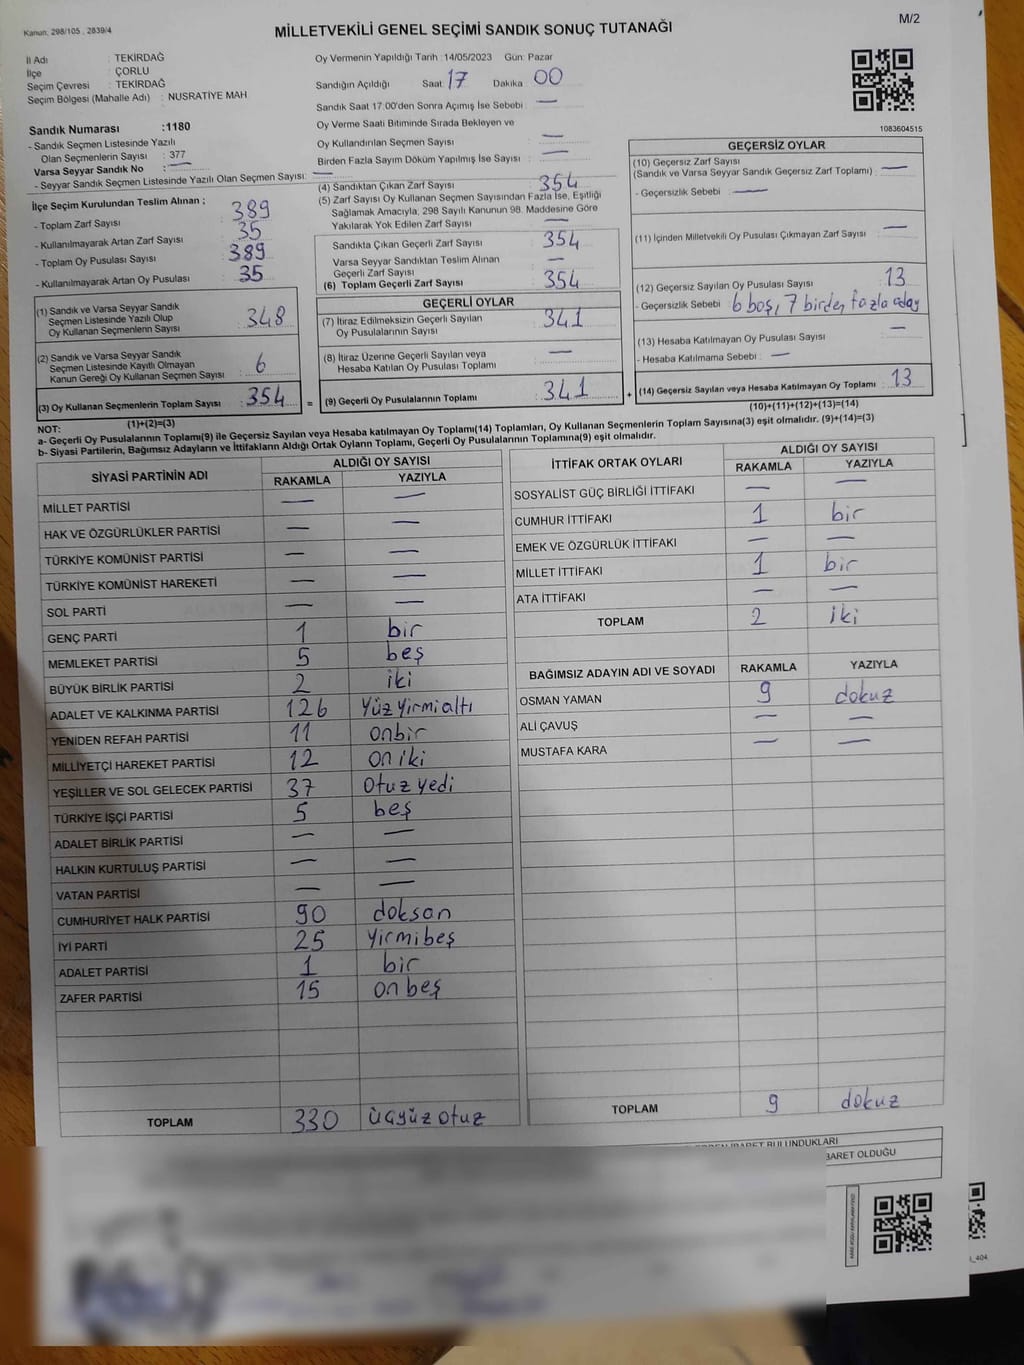 Kanun, 298/105 , 2839/4
MİLLETVEKİLİ GENEL SEÇİMİ SANDIK SONUÇ TUTANAĞI
M/2
İl Adı : TEKİRDAĞ
İlçe : ÇORLU
Seçim Çevresi : TEKİRDAĞ
Seçim Bölgesi (Mahalle Adı) : NUSRATİYE MAH
Oy Vermenin Yapıldığı Tarih :14/05/2023 Gün: Pazar
Sandığın Açıldığı Saat :17 Dakika :00
Sandık Saat 17.00'den Sonra Açımış İse Sebebi : —
Oy Verme Saati Bitiminde Sırada Bekleyen ve
Oy Kullandırılan Seçmen Sayısı : —
Birden Fazla Sayım Döküm Yapılmış İse Sayısı : —
1083604515
Sandık Numarası :1180
- Sandık Seçmen Listesinde Yazılı
Olan Seçmenlerin Sayısı : 377
Varsa Seyyar Sandık No : —
- Seyyar Sandık Seçmen Listesinde Yazılı Olan Seçmen Sayısı: —
İlçe Seçim Kurulundan Teslim Alınan ;
- Toplam Zarf Sayısı : 389
- Kullanılmayarak Artan Zarf Sayısı : 35
- Toplam Oy Pusulası Sayısı : 389
- Kullanılmayarak Artan Oy Pusulası : 35
(1) Sandık ve Varsa Seyyar Sandık
Seçmen Listesinde Yazılı Olup
Oy Kullanan Seçmenlerin Sayısı : 348
(2) Sandık ve Varsa Seyyar Sandık
Seçmen Listesinde Kayıtlı Olmayan
Kanun Gereği Oy Kullanan Seçmen Sayısı : 6
(3) Oy Kullanan Seçmenlerin Toplam Sayısı : 354
(1)+(2)=(3)
(4) Sandıktan Çıkan Zarf Sayısı : 354
(5) Zarf Sayısı Oy Kullanan Seçmen Sayısından Fazla İse, Eşitliği
Sağlamak Amacıyla, 298 Sayılı Kanunun 98. Maddesine Göre
Yakılarak Yok Edilen Zarf Sayısı : —
Sandıkta Çıkan Geçerli Zarf Sayısı : 354
Varsa Seyyar Sandıktan Teslim Alınan
Geçerli Zarf Sayısı : —
(6) Toplam Geçerli Zarf Sayısı : 354
GEÇERLİ OYLAR
(7) İtiraz Edilmeksizin Geçerli Sayılan
Oy Pusulalarının Sayısı : 341
(8) İtiraz Üzerine Geçerli Sayılan veya
Hesaba Katılan Oy Pusulası Toplamı : —
= (9) Geçerli Oy Pusulalarının Toplamı : 341 +
GEÇERSİZ OYLAR
(10) Geçersiz Zarf Sayısı
(Sandık ve Varsa Seyyar Sandık Geçersiz Zarf Toplamı) : —
- Geçersizlik Sebebi : —
(11) İçinden Milletvekili Oy Pusulası Çıkmayan Zarf Sayısı : —
(12) Geçersiz Sayılan Oy Pusulası Sayısı : 13
- Geçersizlik Sebebi : 6 boş, 7 birden fazla aday
(13) Hesaba Katılmayan Oy Pusulası Sayısı : —
- Hesaba Katılmama Sebebi : —
(14) Geçersiz Sayılan veya Hesaba Katılmayan Oy Toplamı : 13
(10)+(11)+(12)+(13)=(14)
NOT:
a- Geçerli Oy Pusulalarının Toplamı(9) ile Geçersiz Sayılan veya Hesaba katılmayan Oy Toplamı(14) Toplamları, Oy Kullanan Seçmenlerin Toplam Sayısına(3) eşit olmalıdır. (9)+(14)=(3)
b- Siyasi Partilerin, Bağımsız Adayların ve İttifakların Aldığı Ortak Oyların Toplamı, Geçerli Oy Pusulalarının Toplamına(9) eşit olmalıdır.
SİYASİ PARTİNİN ADI ALDIĞI OY SAYISI
RAKAMLA YAZIYLA
MİLLET PARTİSİ — —
HAK VE ÖZGÜRLÜKLER PARTİSİ — —
TÜRKİYE KOMÜNİST PARTİSİ — —
TÜRKİYE KOMÜNİST HAREKETİ — —
SOL PARTİ — —
GENÇ PARTİ 1 bir
MEMLEKET PARTİSİ 5 beş
BÜYÜK BİRLİK PARTİSİ 2 iki
ADALET VE KALKINMA PARTİSİ 126 yüz yirmialtı
YENİDEN REFAH PARTİSİ 11 onbir
MİLLİYETÇİ HAREKET PARTİSİ 12 on iki
YEŞİLLER VE SOL GELECEK PARTİSİ 37 otuz yedi
TÜRKİYE İŞÇİ PARTİSİ 5 beş
ADALET BİRLİK PARTİSİ — —
HALKIN KURTULUŞ PARTİSİ — —
VATAN PARTİSİ — —
CUMHURİYET HALK PARTİSİ 90 doksan
İYİ PARTİ 25 yirmibeş
ADALET PARTİSİ 1 bir
ZAFER PARTİSİ 15 on beş
TOPLAM 330 üçyüz otuz
İTTİFAK ORTAK OYLARI ALDIĞI OY SAYISI
RAKAMLA YAZIYLA
SOSYALİST GÜÇ BİRLİĞİ İTTİFAKI — —
CUMHUR İTTİFAKI 1 bir
EMEK VE ÖZGÜRLÜK İTTİFAKI — —
MİLLET İTTİFAKI 1 bir
ATA İTTİFAKI — —
TOPLAM 2 iki
BAĞIMSIZ ADAYIN ADI VE SOYADI RAKAMLA YAZIYLA
OSMAN YAMAN 9 dokuz
ALİ ÇAVUŞ — —
MUSTAFA KARA — —
TOPLAM 9 dokuz
BULUNDUKLARI
OLDUĞU